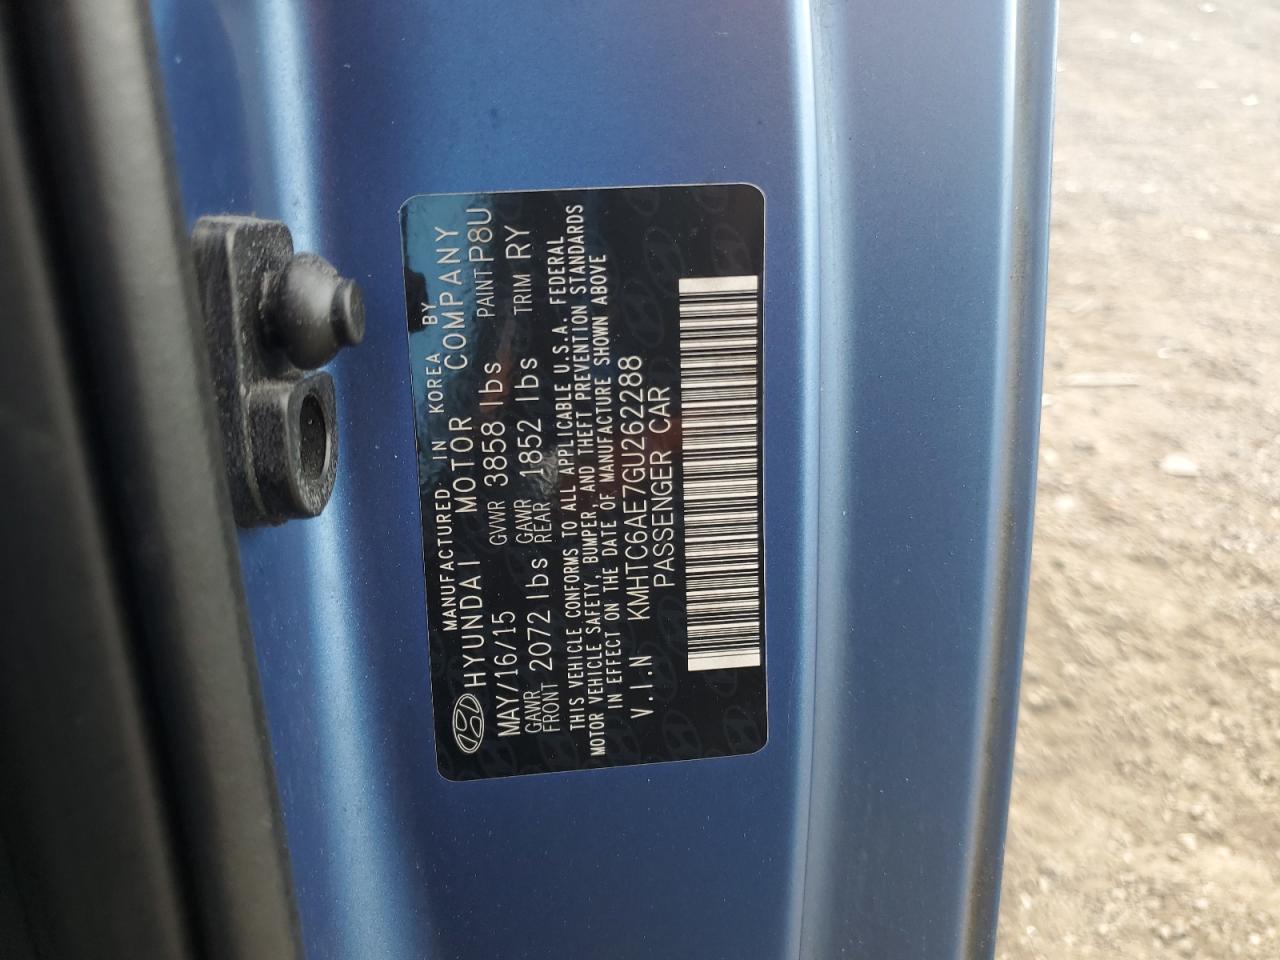 MANUFACTURED IN KOREA BY
HYUNDAI MOTOR COMPANY
MAY/16/15 GVWR 3858 lbs PAINT P8U
GAWR FRONT 2072 lbs GAWR REAR 1852 lbs TRIM RY
THIS VEHICLE CONFORMS TO ALL APPLICABLE U.S.A. FEDERAL
MOTOR VEHICLE SAFETY, BUMPER, AND THEFT PREVENTION STANDARDS
IN EFFECT ON THE DATE OF MANUFACTURE SHOWN ABOVE
V.I.N KMHTC6AE7GU262288
PASSENGER CAR